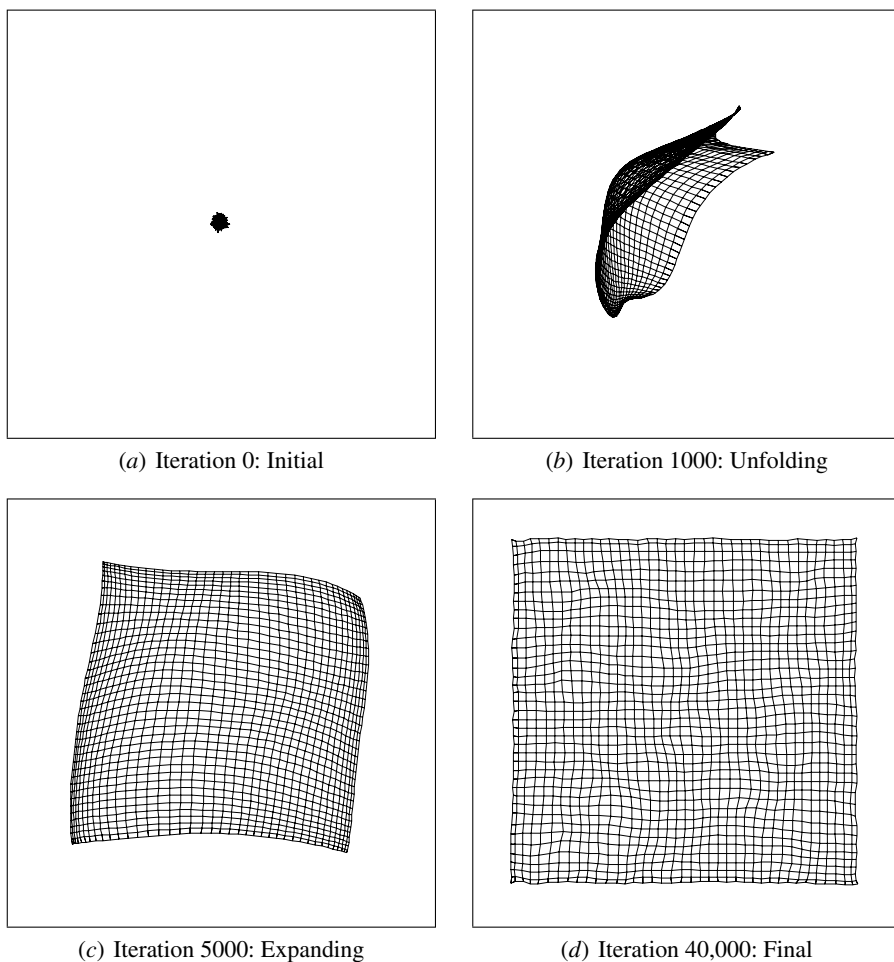 (a) Iteration 0: Initial
(b) Iteration 1000: Unfolding
(c) Iteration 5000: Expanding
(d) Iteration 40,000: Final